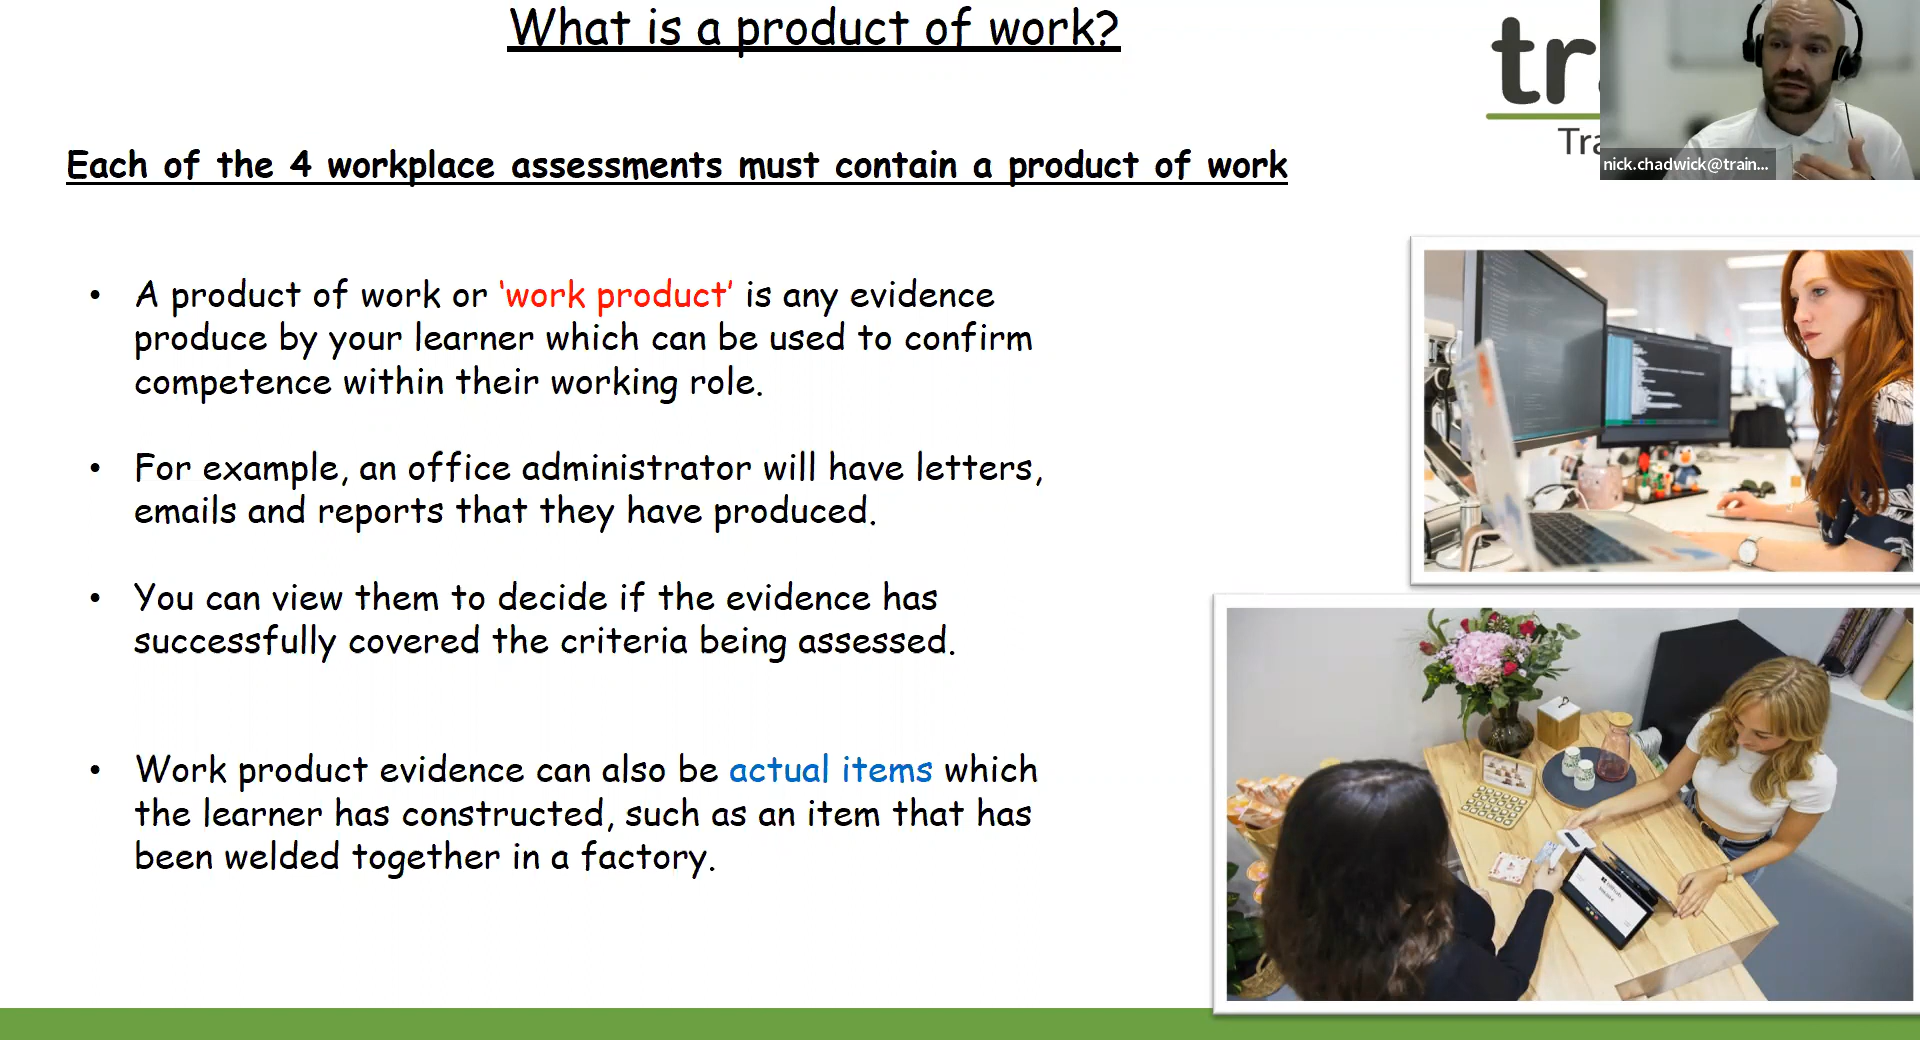 What is a product of work?
Each of the 4 workplace assessments must contain a product of work
nick.chadwick@train...
• A product of work or ‘work product’ is any evidence
produce by your learner which can be used to confirm
competence within their working role.
• For example, an office administrator will have letters,
emails and reports that they have produced.
• You can view them to decide if the evidence has
successfully covered the criteria being assessed.
• Work product evidence can also be actual items which
the learner has constructed, such as an item that has
been welded together in a factory.